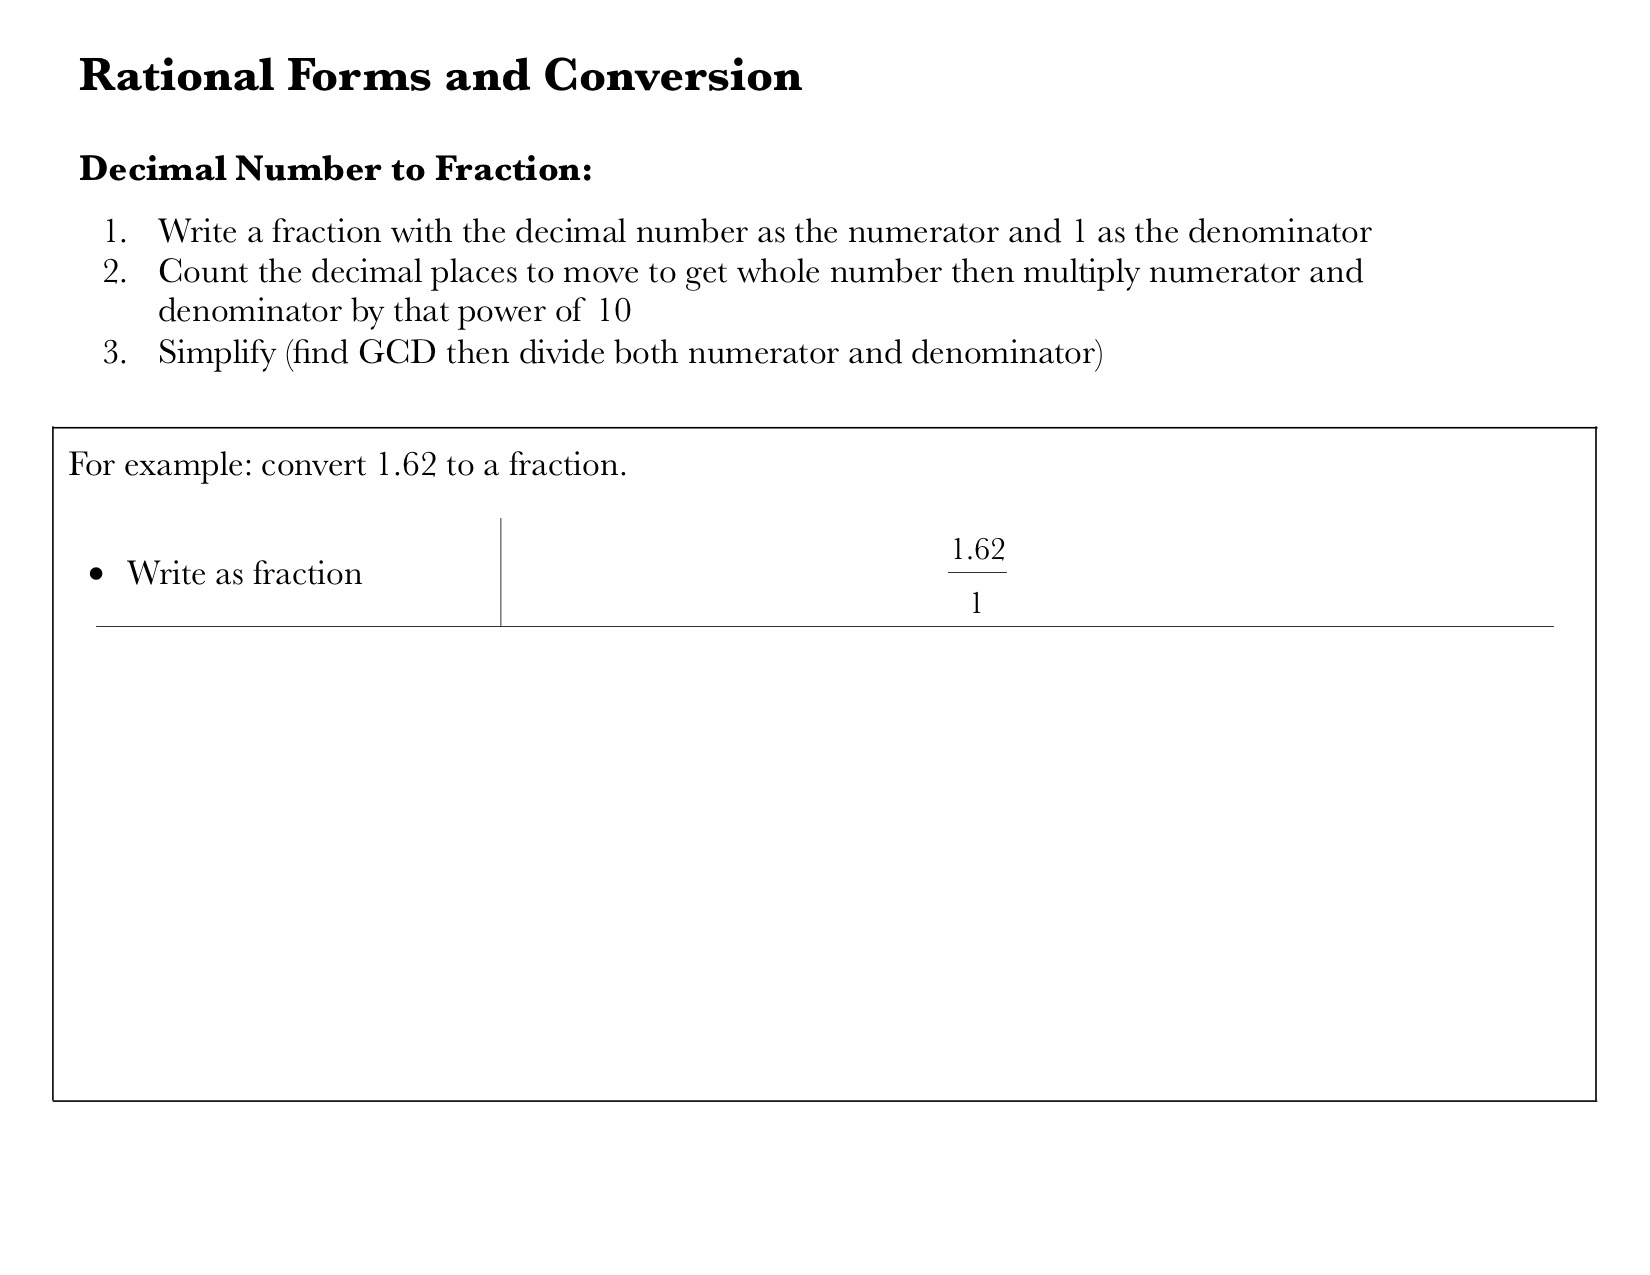 Rational Forms and Conversion
Decimal Number to Fraction:
1. Write a fraction with the decimal number as the numerator and 1 as the denominator
2. Count the decimal places to move to get whole number then multiply numerator and
denominator by that power of 10
3. Simplify (find GCD then divide both numerator and denominator)
For example: convert 1.62 to a fraction.
• Write as fraction
1.62
1